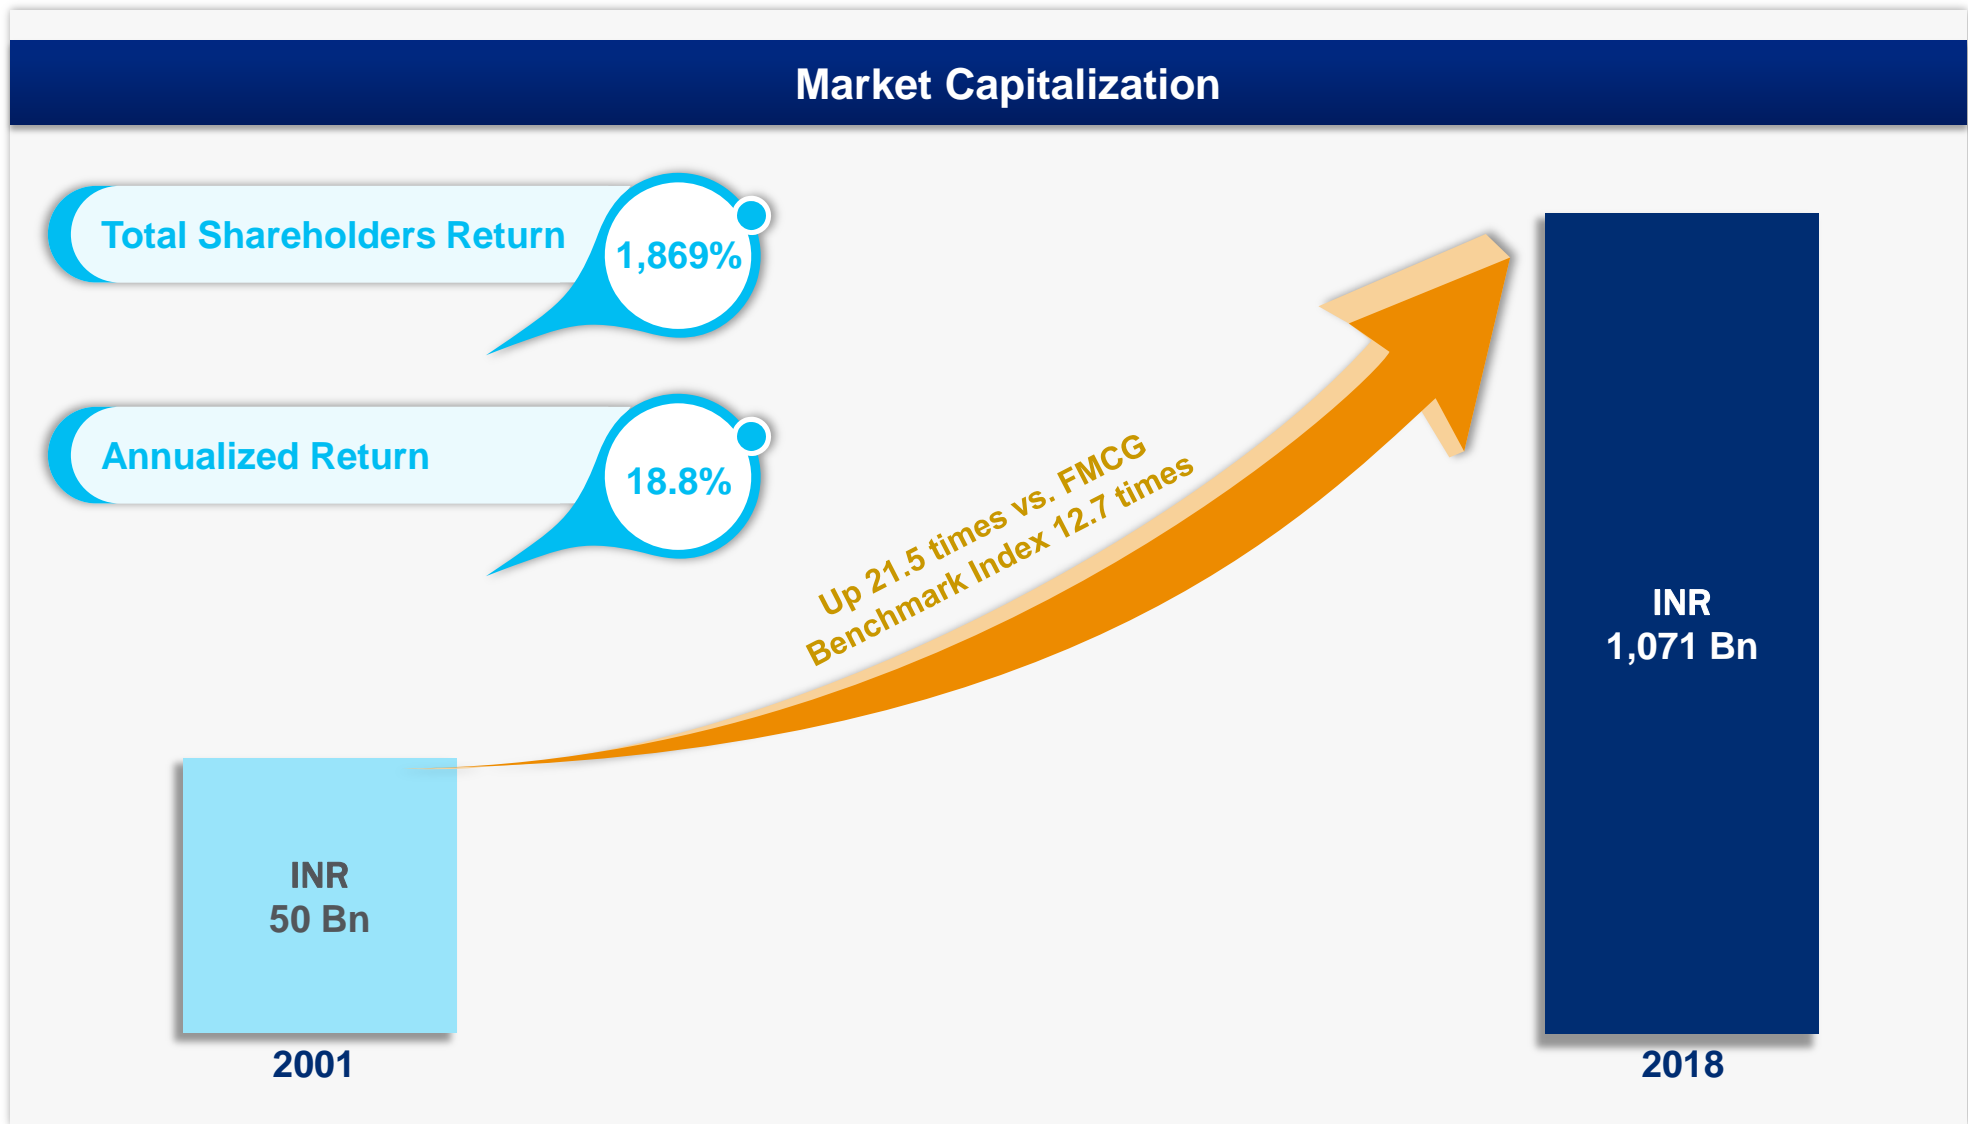 Market Capitalization
Total Shareholders Return
1,869%
Annualized Return
18.8%
Up 21.5 times vs. FMCG
Benchmark Index 12.7 times
INR
1,071 Bn
INR
50 Bn
2001
2018